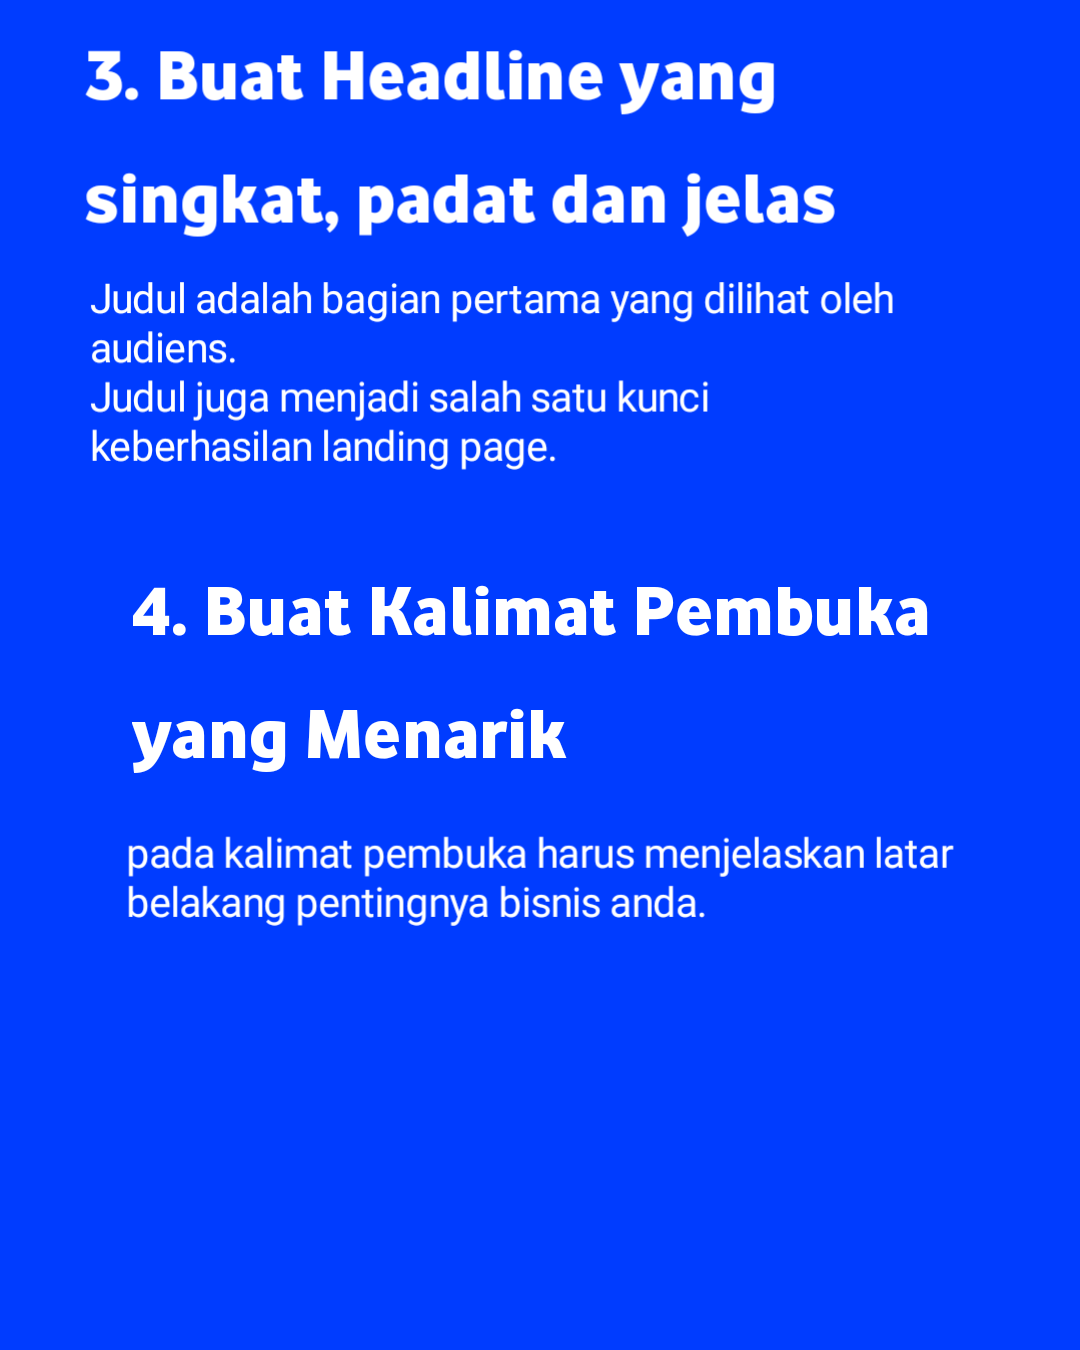 3. Buat Headline yang
singkat, padat dan jelas
Judul adalah bagian pertama yang dilihat oleh
audiens.
Judul juga menjadi salah satu kunci
keberhasilan landing page.
4. Buat Kalimat Pembuka
yang Menarik
pada kalimat pembuka harus menjelaskan latar
belakang pentingnya bisnis anda.